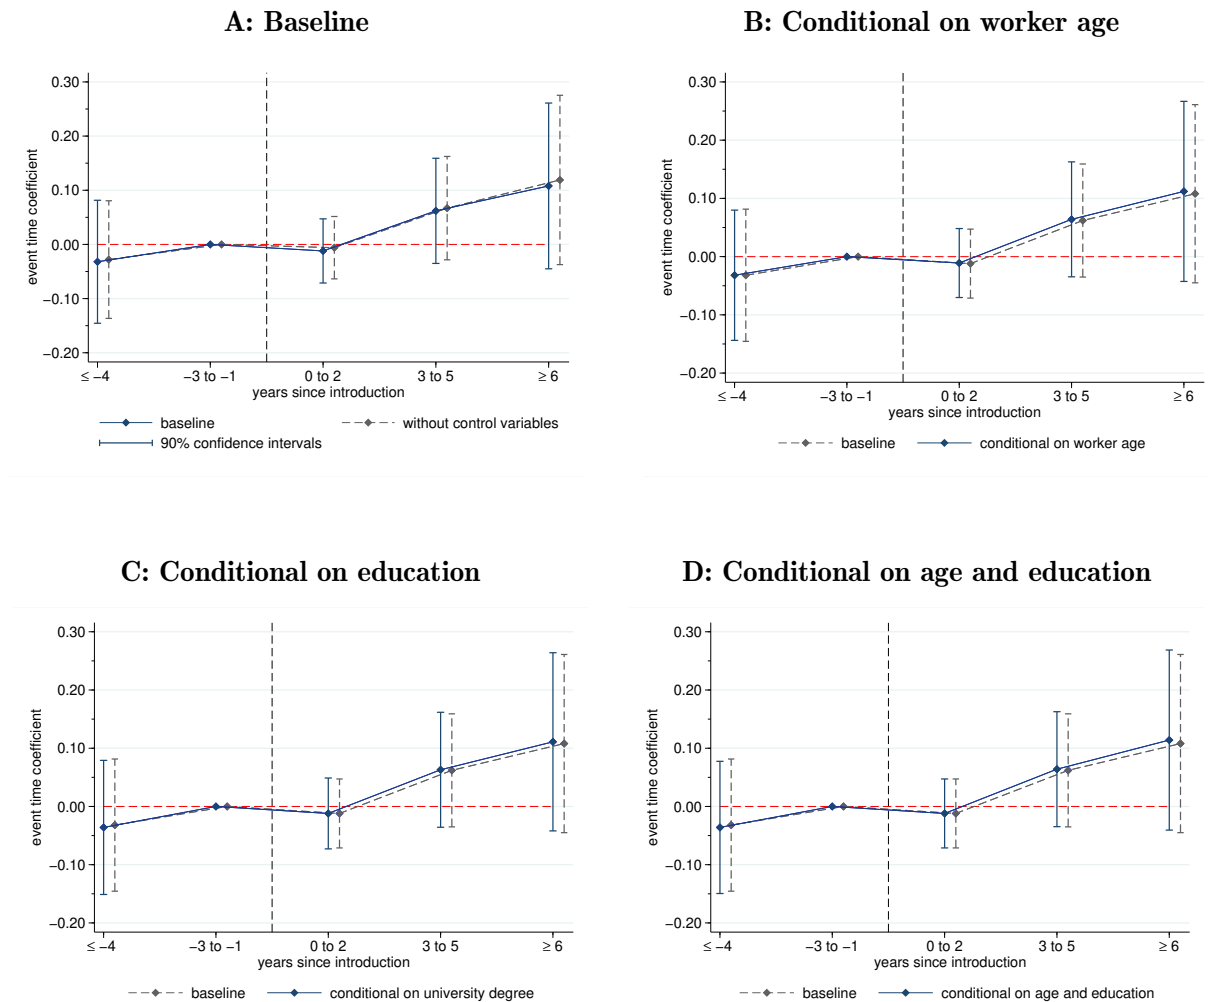 A: Baseline
0.30
0.20
0.10
0.00
−0.10
−0.20
event time coefficient
≤ −4
−3 to −1
0 to 2
3 to 5
≥ 6
years since introduction
baseline
without control variables
90% confidence intervals
B: Conditional on worker age
0.30
0.20
0.10
0.00
−0.10
−0.20
event time coefficient
≤ −4
−3 to −1
0 to 2
3 to 5
≥ 6
years since introduction
baseline
conditional on worker age
C: Conditional on education
0.30
0.20
0.10
0.00
−0.10
−0.20
event time coefficient
≤ −4
−3 to −1
0 to 2
3 to 5
≥ 6
years since introduction
baseline
conditional on university degree
D: Conditional on age and education
0.30
0.20
0.10
0.00
−0.10
−0.20
event time coefficient
≤ −4
−3 to −1
0 to 2
3 to 5
≥ 6
years since introduction
baseline
conditional on age and education